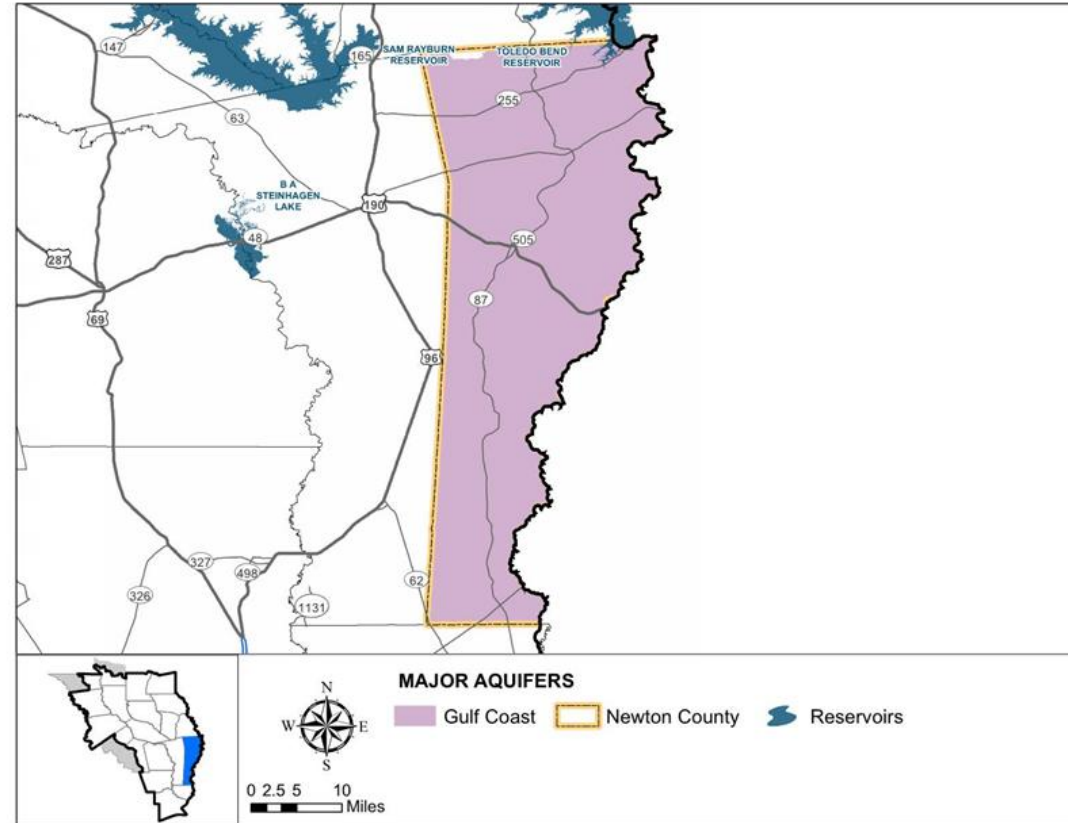 147
165
SAM RAYBURN
RESERVOIR
TOLEDO BEND
RESERVOIR
255
63
B A
STEINHAGEN
LAKE
190
48
505
287
87
69
96
327
498
62
326
1131
MAJOR AQUIFERS
Gulf Coast
Newton County
Reservoirs
N
W E
S
0 2.5 5 10
Miles